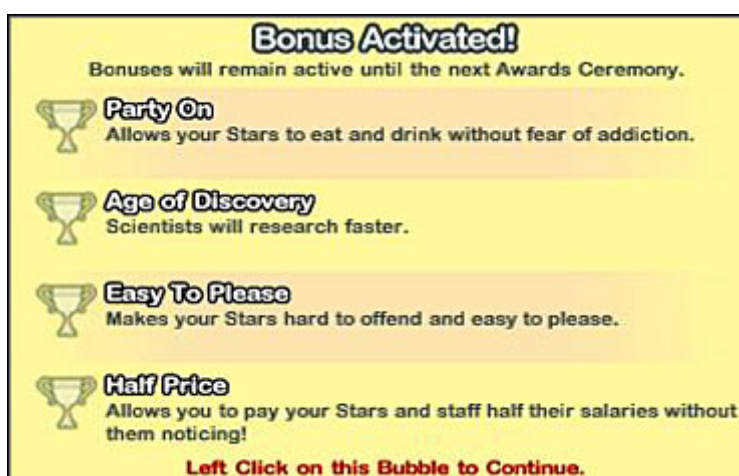 Bonus Activated!
Bonuses will remain active until the next Awards Ceremony.
Party On
Allows your Stars to eat and drink without fear of addiction.
Age of Discovery
Scientists will research faster.
Easy To Please
Makes your Stars hard to offend and easy to please.
Half Price
Allows you to pay your Stars and staff half their salaries without
them noticing!
Left Click on this Bubble to Continue.